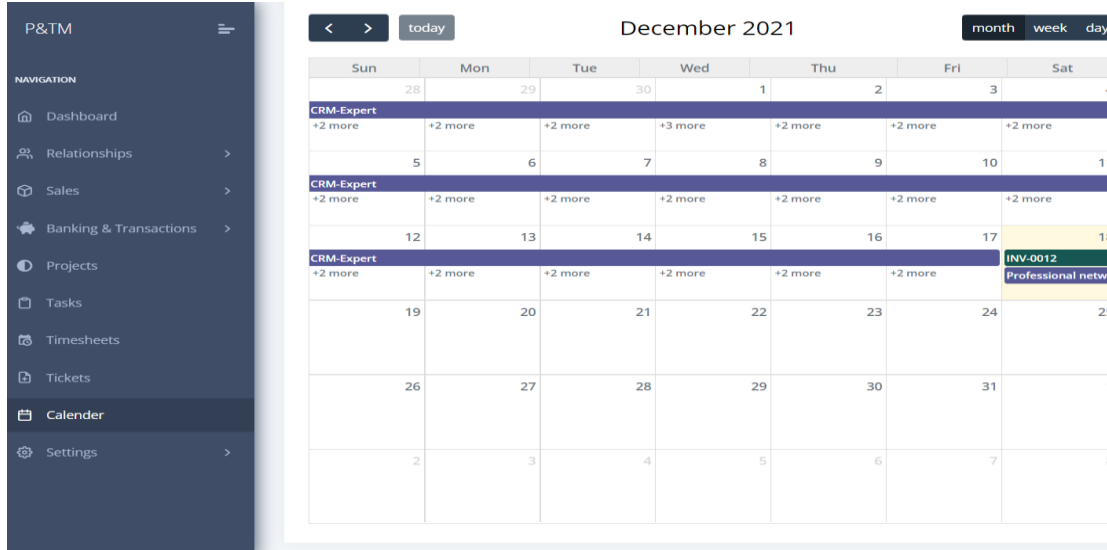 P&TM
NAVIGATION
Dashboard
Relationships
Sales
Banking & Transactions
Projects
Tasks
Timesheets
Tickets
Calender
Settings
today
December 2021
month week day
Sun Mon Tue Wed Thu Fri Sat
28 29 30 1 2 3
CRM-Expert
+2 more +2 more +2 more +3 more +2 more +2 more +2 more
5 6 7 8 9 10
CRM-Expert
+2 more +2 more +2 more +2 more +2 more +2 more +2 more
12 13 14 15 16 17
CRM-Expert INV-0012
+2 more +2 more +2 more +2 more +2 more +2 more Professional netw
19 20 21 22 23 24
26 27 28 29 30 31
2 3 4 5 6 7